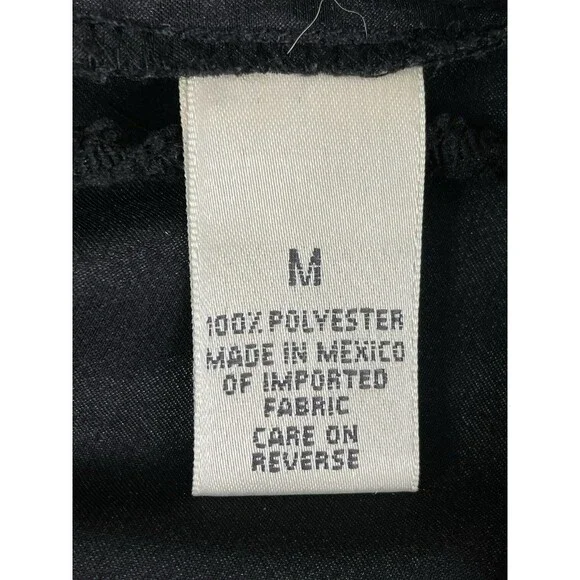 M
100% POLYESTER
MADE IN MEXICO
OF IMPORTED
FABRIC
CARE ON
REVERSE